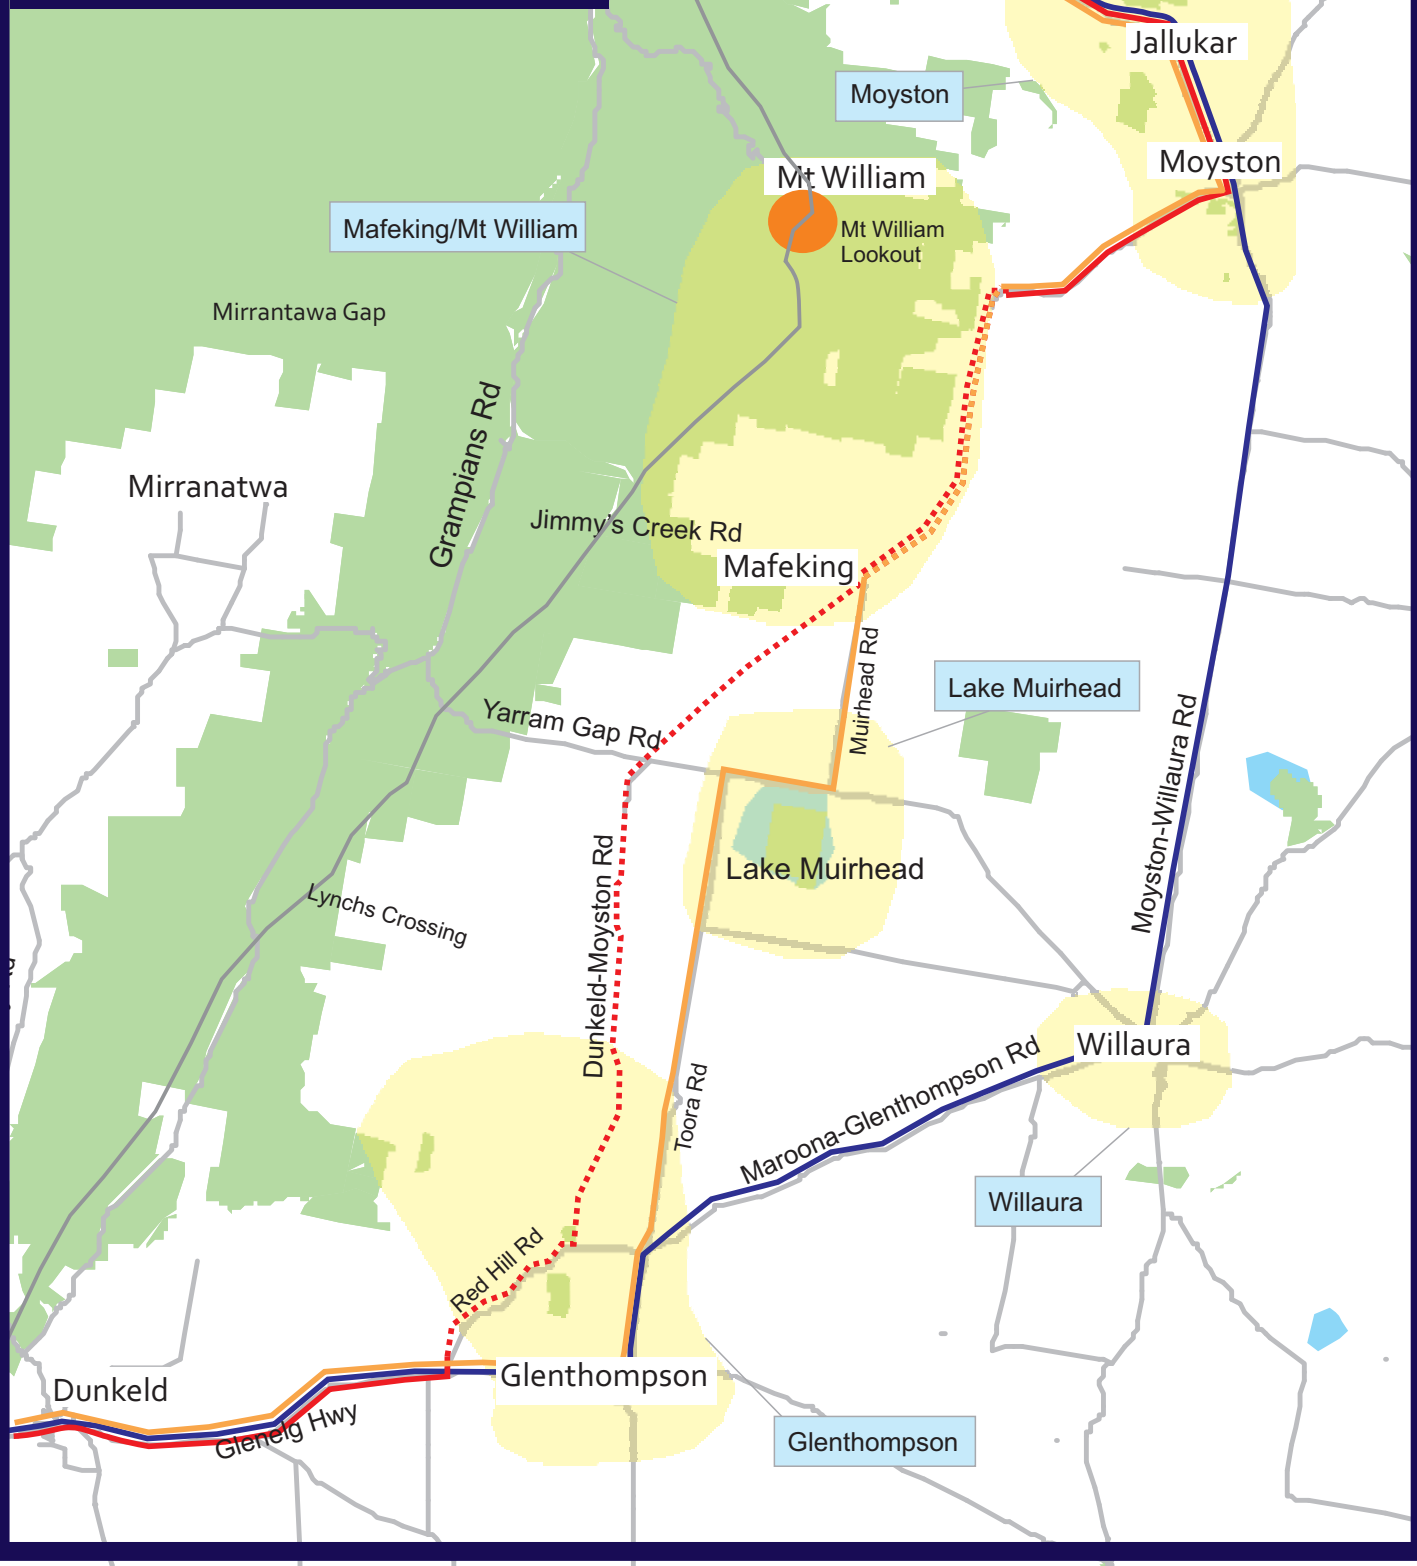 Jallukar
Moyston
Moyston
Mt William
Mafeking/Mt William
Mt William
Lookout
Mirrantawa Gap
Grampians Rd
Mirranatwa
Jimmy's Creek Rd
Mafeking
Muirhead Rd
Lake Muirhead
Yarram Gap Rd
Moyston-Willaura Rd
Lake Muirhead
Dunkeld-Moyston Rd
Lynchs Crossing
Willaura
Maroona-Glenthompson Rd
Toora Rd
Willaura
Red Hill Rd
Glenthompson
Dunkeld
Glenelg Hwy
Glenthompson